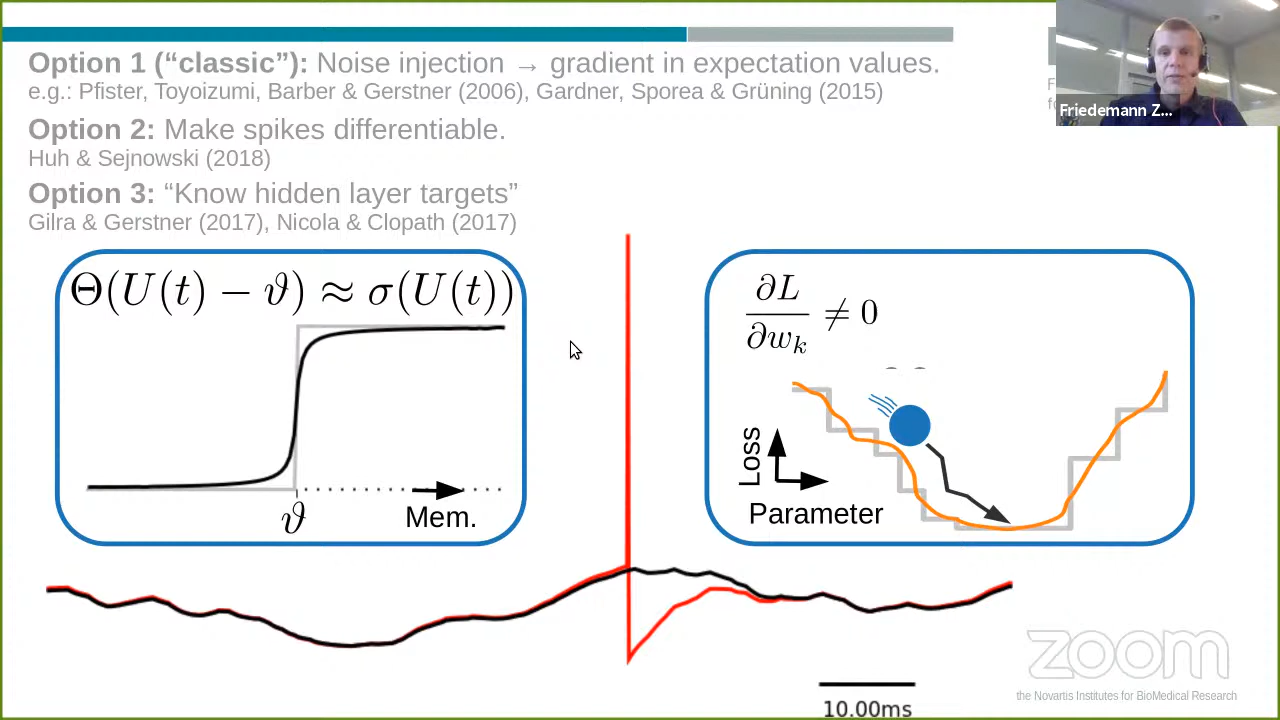 Option 1 (“classic”): Noise injection → gradient in expectation values.
e.g.: Pfister, Toyoizumi, Barber & Gerstner (2006), Gardner, Sporea & Grüning (2015)
Option 2: Make spikes differentiable.
Huh & Sejnowski (2018)
Option 3: “Know hidden layer targets”
Gilra & Gerstner (2017), Nicola & Clopath (2017)
Friedemann Z...
Θ(U(t) − ϑ) ≈ σ(U(t))
ϑ
Mem.
∂L/∂w_k ≠ 0
Loss
Parameter
10.00ms
zoom
the Novartis Institutes for BioMedical Research